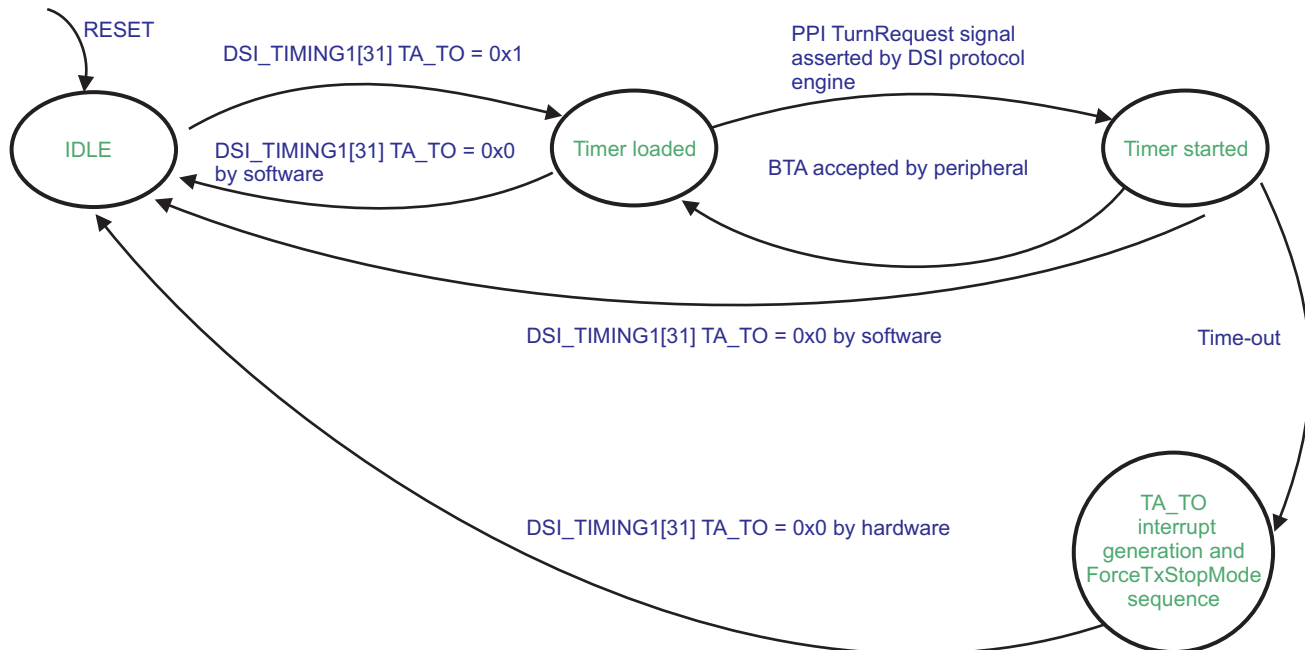 RESET
DSI_TIMING1[31] TA_TO = 0x1
PPI TurnRequest signal
asserted by DSI protocol
engine
IDLE
DSI_TIMING1[31] TA_TO = 0x0
by software
Timer loaded
BTA accepted by peripheral
Timer started
DSI_TIMING1[31] TA_TO = 0x0 by software
Time-out
DSI_TIMING1[31] TA_TO = 0x0 by hardware
TA_TO
interrupt
generation and
ForceTxStopMode
sequence